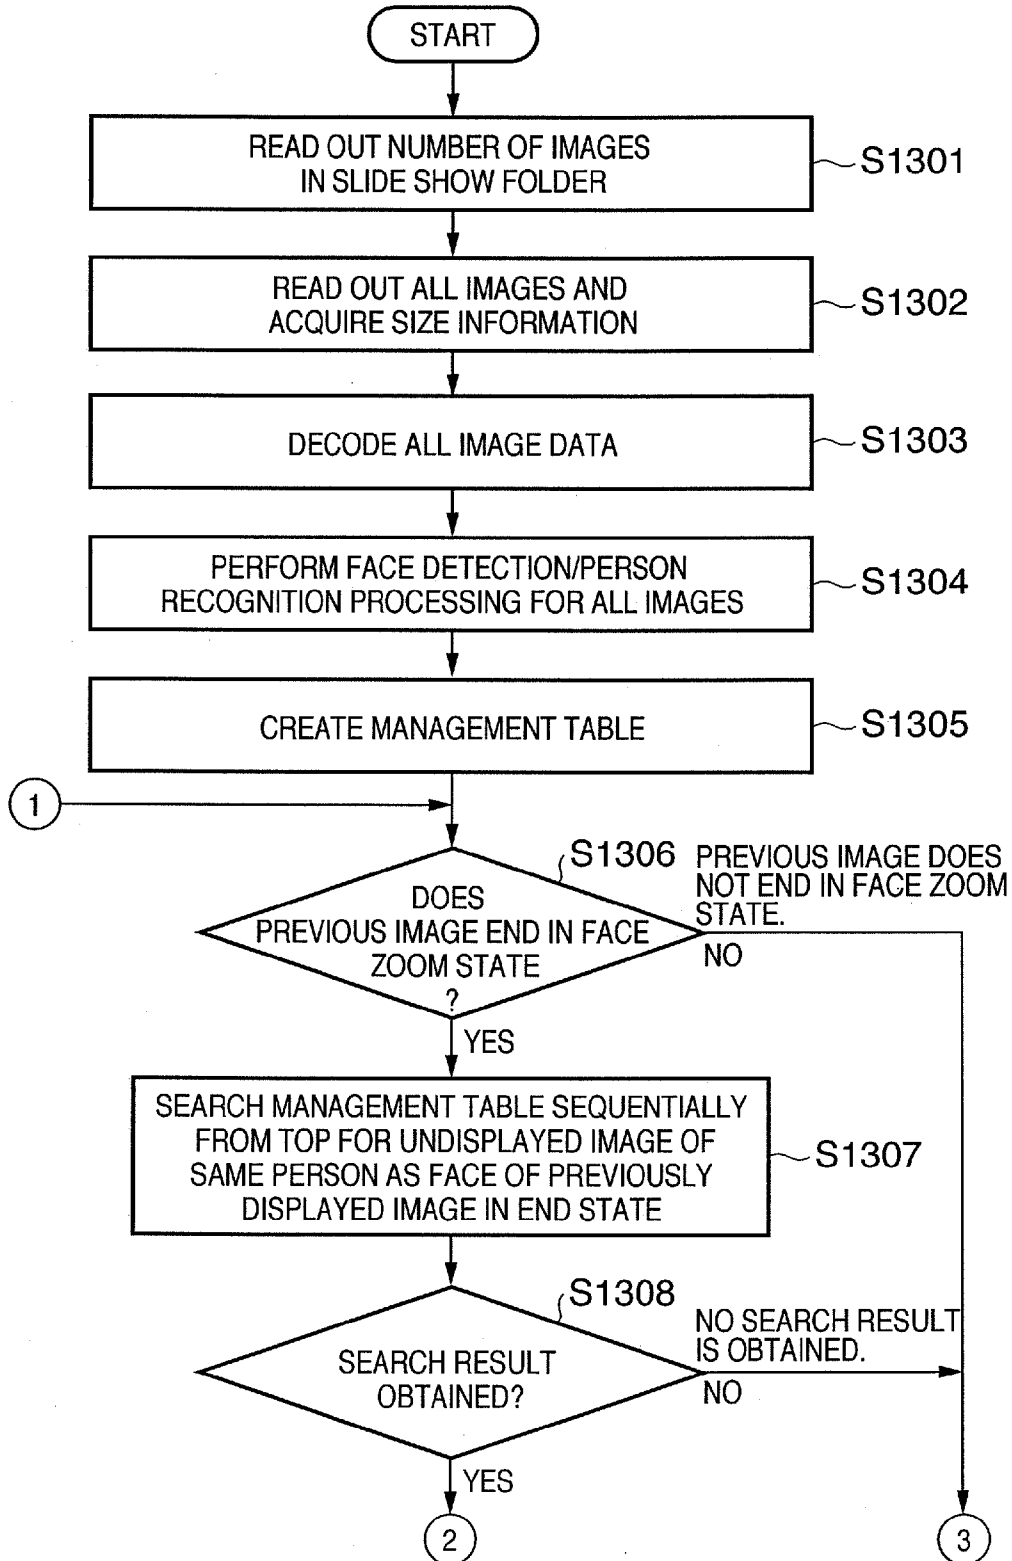 START
READ OUT NUMBER OF IMAGES
IN SLIDE SHOW FOLDER
S1301
READ OUT ALL IMAGES AND
ACQUIRE SIZE INFORMATION
S1302
DECODE ALL IMAGE DATA
S1303
PERFORM FACE DETECTION/PERSON
RECOGNITION PROCESSING FOR ALL IMAGES
S1304
CREATE MANAGEMENT TABLE
S1305
1
S1306
DOES
PREVIOUS IMAGE END IN FACE
ZOOM STATE
?
PREVIOUS IMAGE DOES
NOT END IN FACE ZOOM
STATE.
NO
YES
SEARCH MANAGEMENT TABLE SEQUENTIALLY
FROM TOP FOR UNDISPLAYED IMAGE OF
SAME PERSON AS FACE OF PREVIOUSLY
DISPLAYED IMAGE IN END STATE
S1307
S1308
SEARCH RESULT
OBTAINED?
NO SEARCH RESULT
IS OBTAINED.
NO
YES
2
3